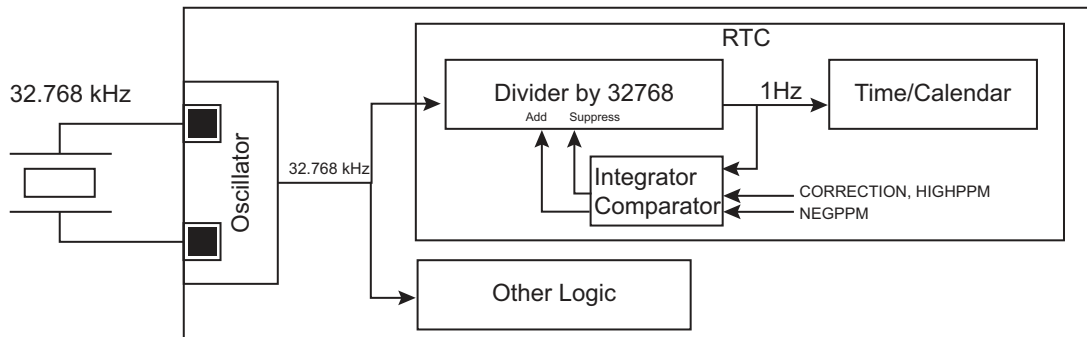 RTC
32.768 kHz
Divider by 32768
Add Suppress
1Hz
Time/Calendar
Oscillator
32.768 kHz
Integrator
Comparator
CORRECTION, HIGHPPM
NEGPPM
Other Logic